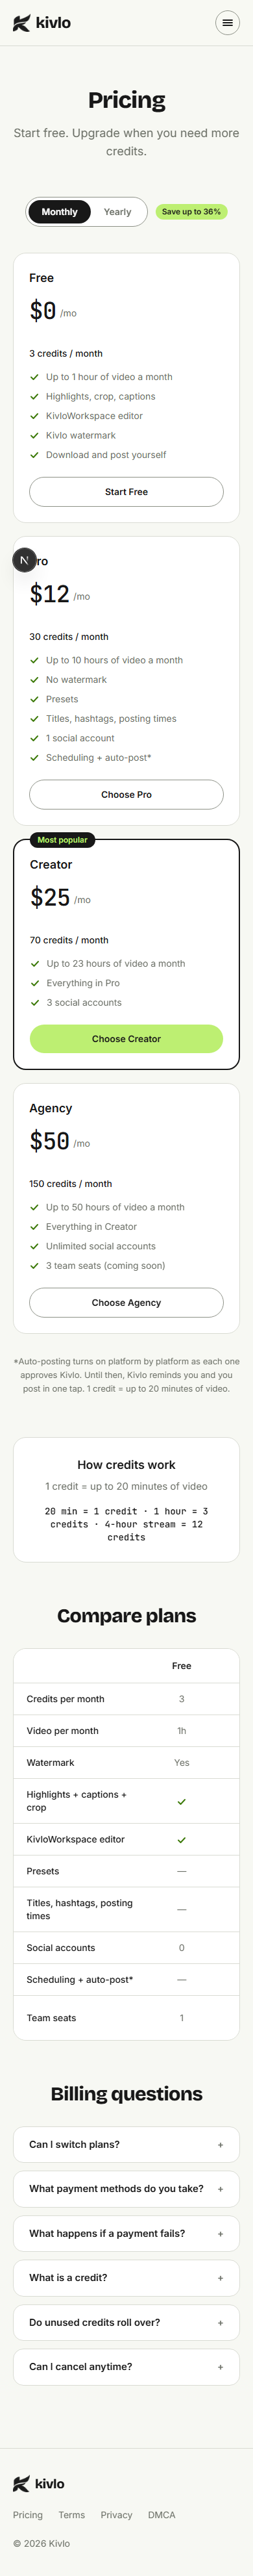 kivlo
Pricing
Start free. Upgrade when you need more
credits.
Monthly
Yearly
Save up to 36%
Free
$0 /mo
3 credits / month
Up to 1 hour of video a month
Highlights, crop, captions
KivloWorkspace editor
Kivlo watermark
Download and post yourself
Start Free
N
ro
$12 /mo
30 credits / month
Up to 10 hours of video a month
No watermark
Presets
Titles, hashtags, posting times
1 social account
Scheduling + auto-post*
Choose Pro
Most popular
Creator
$25 /mo
70 credits / month
Up to 23 hours of video a month
Everything in Pro
3 social accounts
Choose Creator
Agency
$50 /mo
150 credits / month
Up to 50 hours of video a month
Everything in Creator
Unlimited social accounts
3 team seats (coming soon)
Choose Agency
*Auto-posting turns on platform by platform as each one
approves Kivlo. Until then, Kivlo reminds you and you
post in one tap. 1 credit = up to 20 minutes of video.
How credits work
1 credit = up to 20 minutes of video
20 min = 1 credit · 1 hour = 3
credits · 4-hour stream = 12
credits
Compare plans
Free
Credits per month 3
Video per month 1h
Watermark Yes
Highlights + captions +
crop
KivloWorkspace editor
Presets —
Titles, hashtags, posting
times —
Social accounts 0
Scheduling + auto-post* —
Team seats 1
Billing questions
Can I switch plans? +
What payment methods do you take? +
What happens if a payment fails? +
What is a credit? +
Do unused credits roll over? +
Can I cancel anytime? +
kivlo
Pricing Terms Privacy DMCA
© 2026 Kivlo